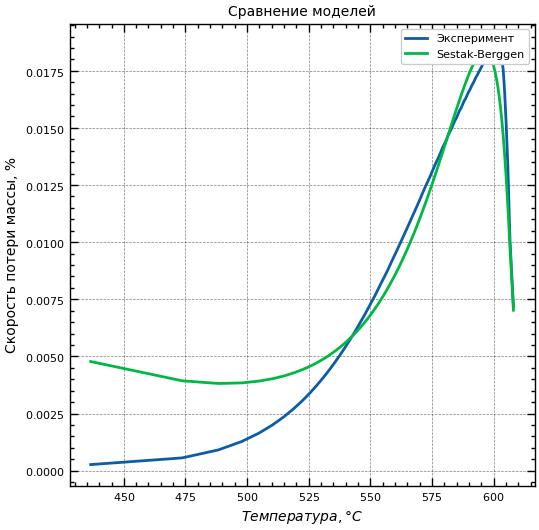 Сравнение моделей
Эксперимент
Sestak-Berggen
Скорость потери массы, %
0.0175
0.0150
0.0125
0.0100
0.0075
0.0050
0.0025
0.0000
450 475 500 525 550 575 600
Температура, °C